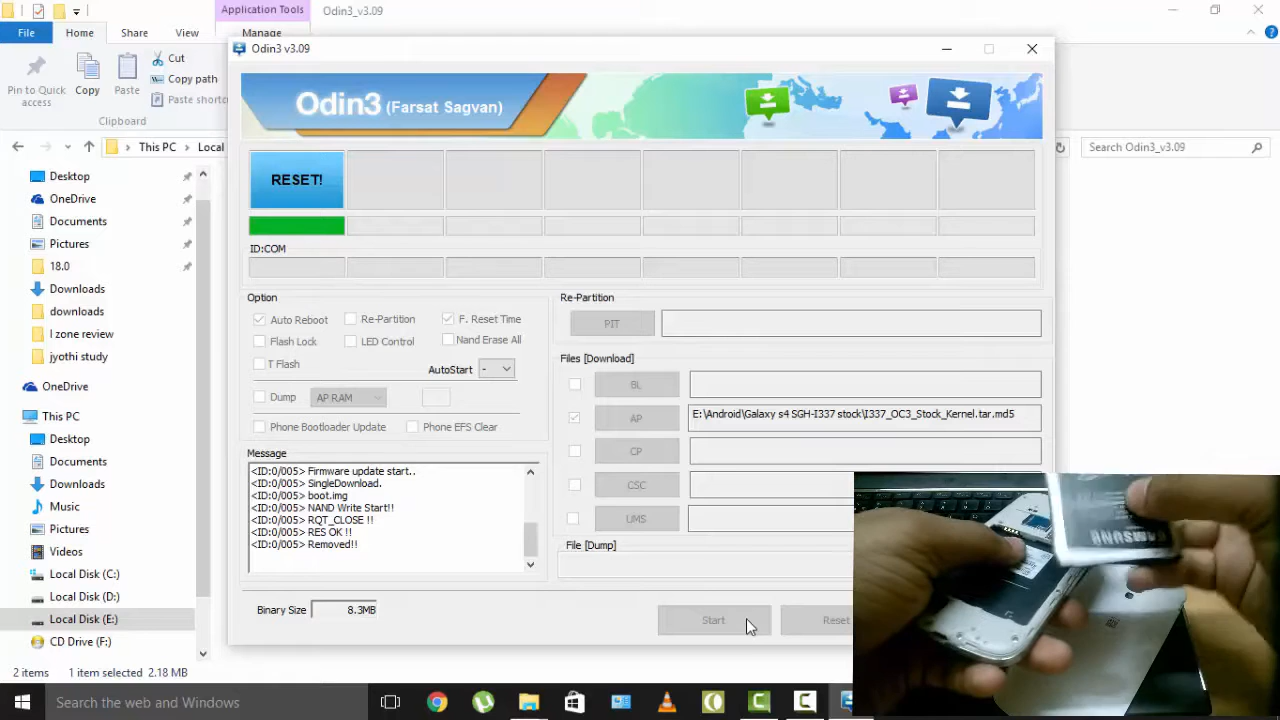 Application Tools
Odin3_v3.09
File
Home
Share
View
Manage
Pin to Quick
access
Copy
Paste
Cut
Copy path
Paste shortc
Clipboard
This PC
Local
Search Odin3_v3.09
Desktop
OneDrive
Documents
Pictures
18.0
Downloads
downloads
I zone review
jyothi study
OneDrive
This PC
Desktop
Documents
Downloads
Music
Pictures
Videos
Local Disk (C:)
Local Disk (D:)
Local Disk (E:)
CD Drive (F:)
2 items
1 item selected 2.18 MB
Odin3 v3.09
Odin3 (Farsat Sagvan)
RESET!
ID:COM
Option
Auto Reboot
Re-Partition
F. Reset Time
Flash Lock
LED Control
Nand Erase All
T Flash
AutoStart
-
Dump
AP RAM
Phone Bootloader Update
Phone EFS Clear
Message
<ID:0/005> Firmware update start..
<ID:0/005> SingleDownload.
<ID:0/005> boot.img
<ID:0/005> NAND Write Start!!
<ID:0/005> RQT_CLOSE !!
<ID:0/005> RES OK !!
<ID:0/005> Removed!!
Re-Partition
PIT
Files [Download]
BL
AP
E:\Android\Galaxy s4 SGH-I337 stock\I337_OC3_Stock_Kernel.tar.md5
CP
CSC
UMS
File [Dump]
Binary Size
8.3MB
Start
Reset
SAMSUNG
Search the web and Windows